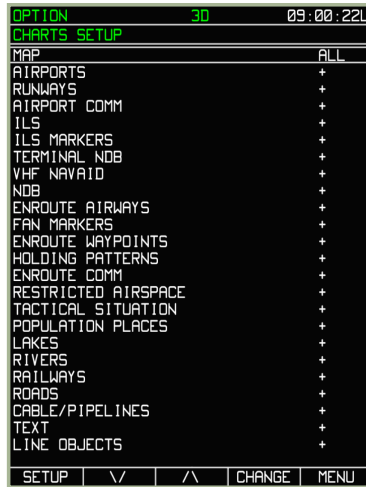 OPTION 3D 09:00:22L
CHARTS SETUP
MAP ALL
AIRPORTS +
RUNWAYS +
AIRPORT COMM +
ILS +
ILS MARKERS +
TERMINAL NDB +
VHF NAVAID +
NDB +
ENROUTE AIRWAYS +
FAN MARKERS +
ENROUTE WAYPOINTS +
HOLDING PATTERNS +
ENROUTE COMM +
RESTRICTED AIRSPACE +
TACTICAL SITUATION +
POPULATION PLACES +
LAKES +
RIVERS +
RAILWAYS +
ROADS +
CABLE/PIPELINES +
TEXT +
LINE OBJECTS +
SETUP \/ /\ CHANGE MENU